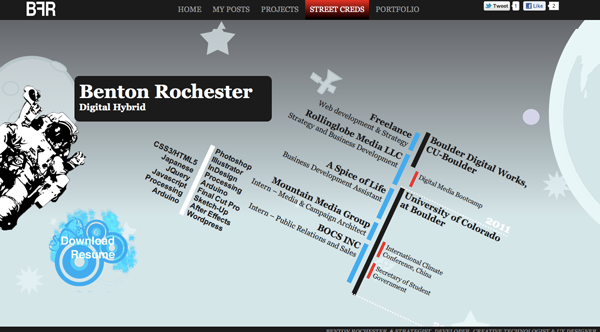 BFR
HOME MY POSTS PROJECTS STREET CREDS PORTFOLIO
Tweet 1 Like 2
Benton Rochester
Digital Hybrid
CSS3/HTML5
Japanese
JQuery
Javascript
Processing
Arduino
Photoshop
Illustrator
InDesign
Processing
Arduino
Final Cut Pro
Sketch-Up
After Effects
Wordpress
Freelance
Web development & Strategy
Rollinglobe Media LLC
Strategy and Business Development
A Spice of Life
Business Development Assistant
Mountain Media Group
Intern – Media & Campaign Architect
BOCS INC
Intern – Public Relations and Sales
Boulder Digital Works,
CU-Boulder
Digital Media Bootcamp
University of Colorado
at Boulder
2011
International Climate
Conference, China
Secretary of Student
Government
Download
Resume
BENTON ROCHESTER A STRATEGIST, DEVELOPER, CREATIVE TECHNOLOGIST & UX DESIGNER